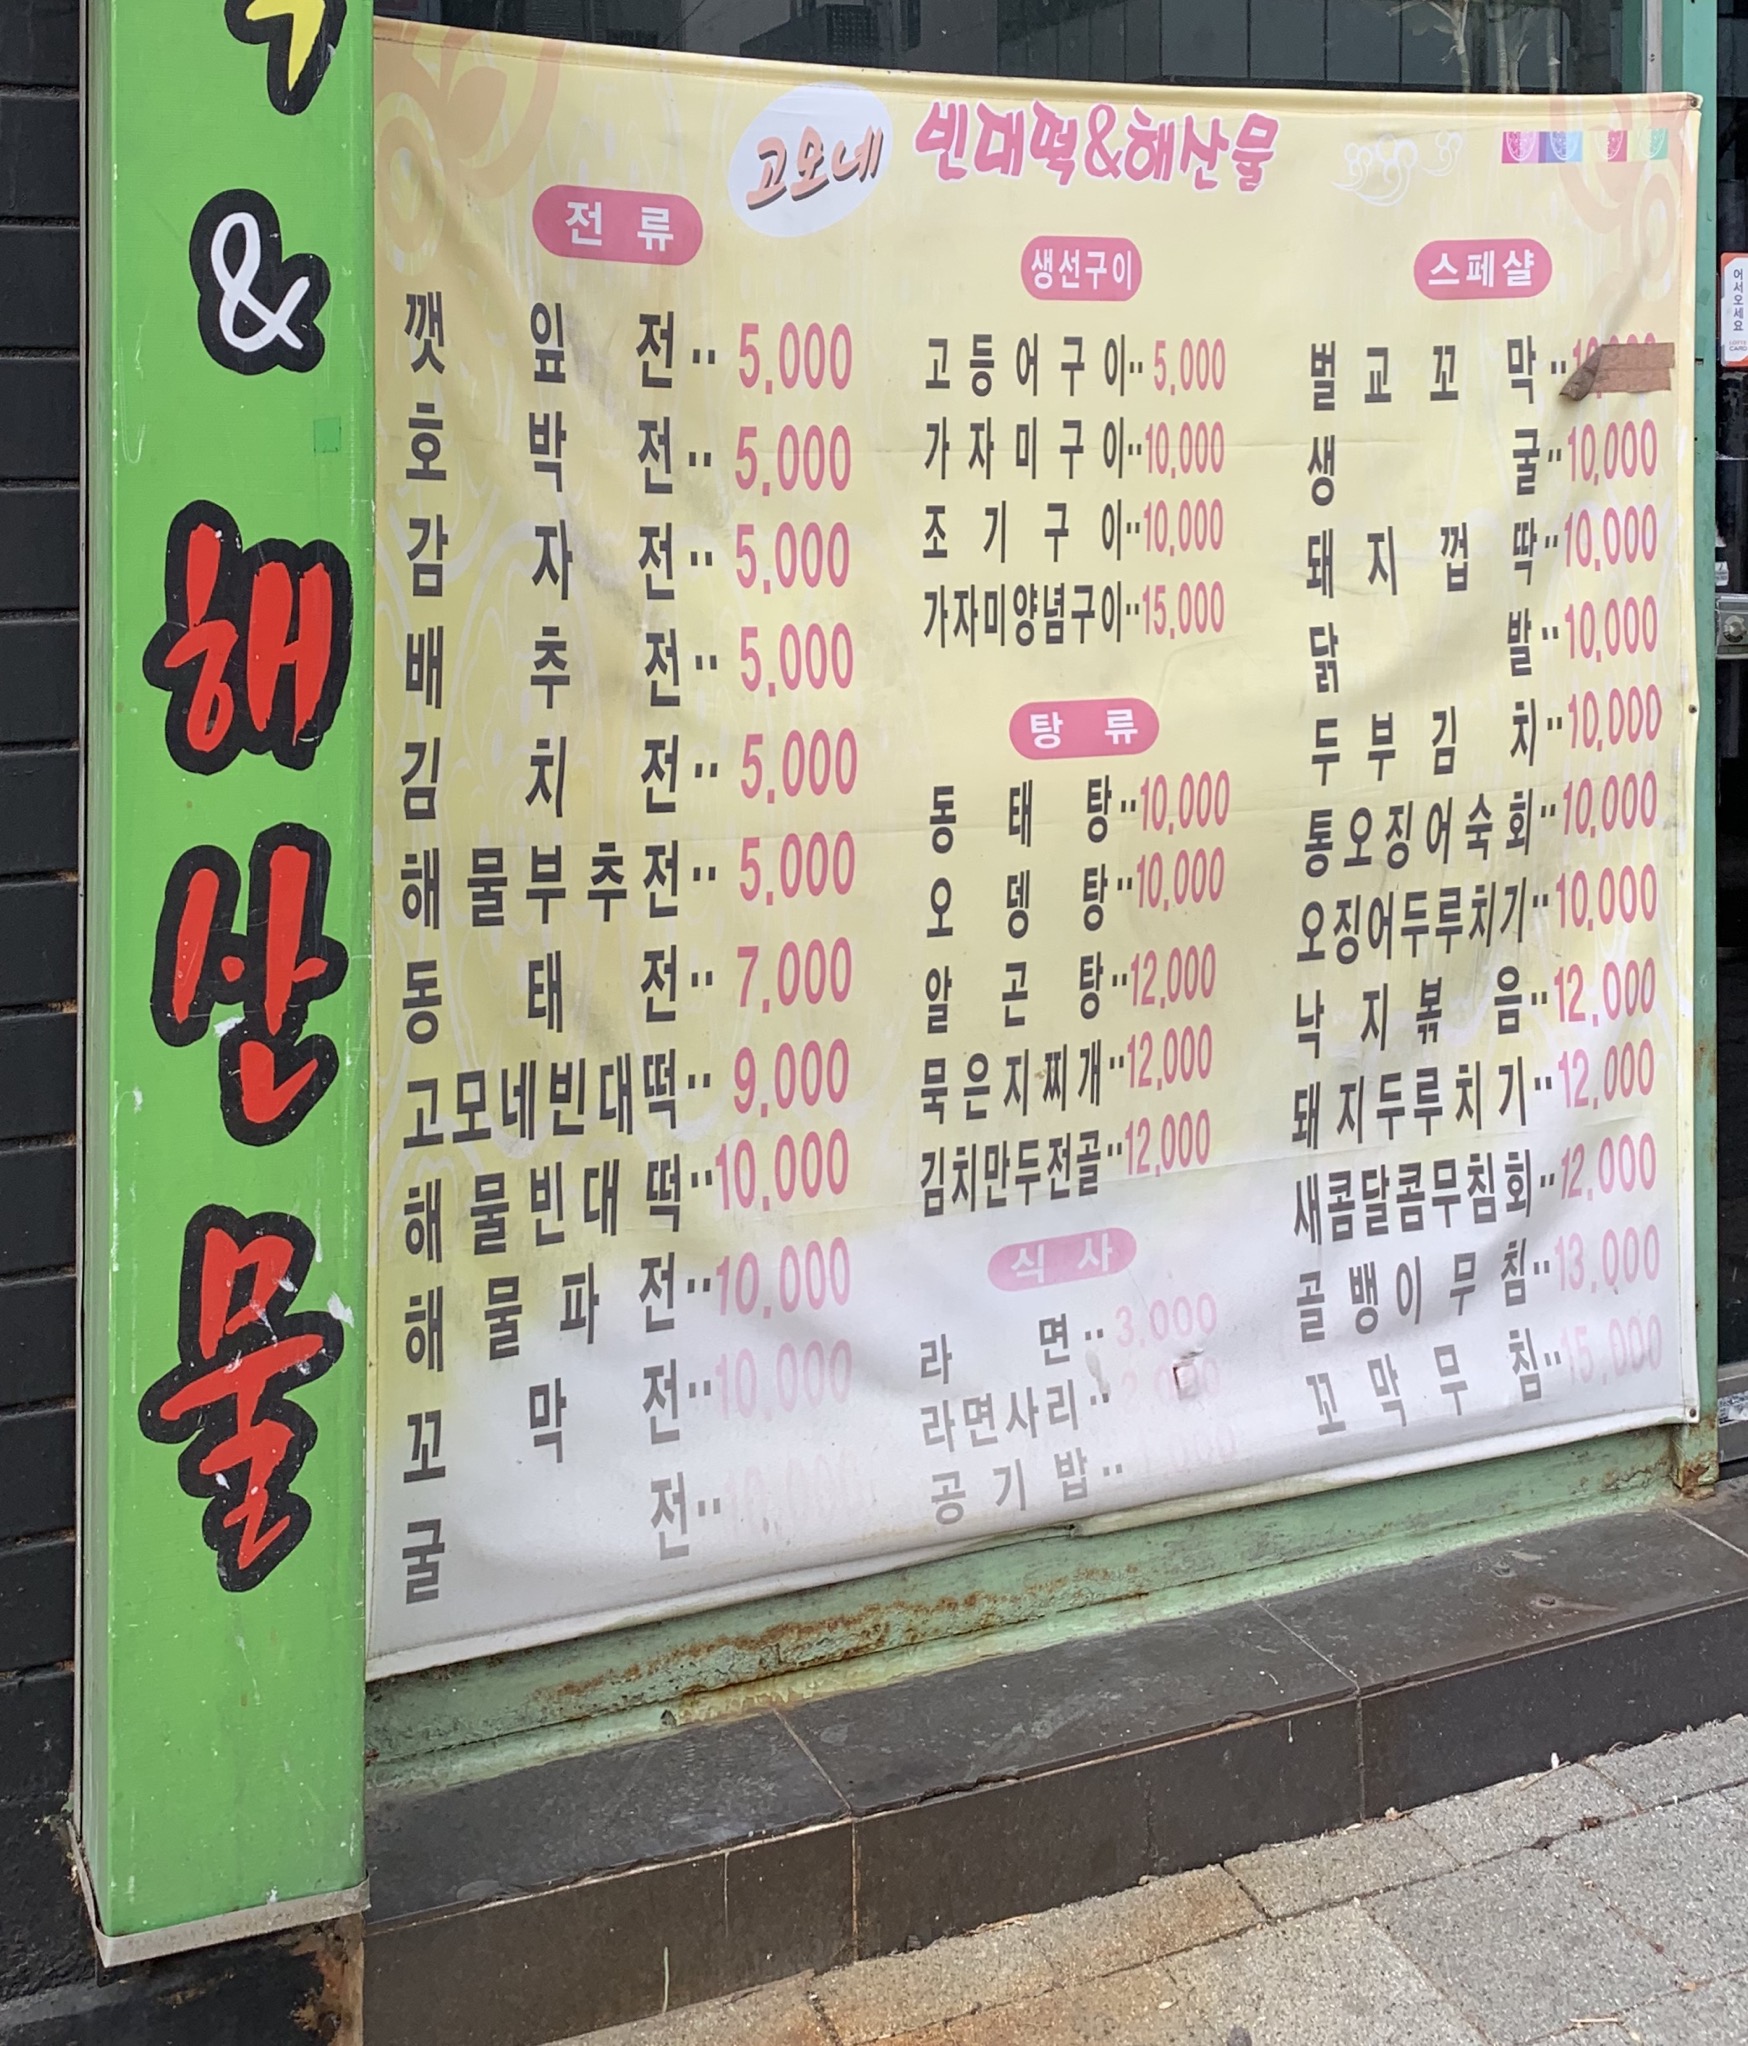 & 해산물
고모네 빈대떡&해산물
전류
깻잎전·· 5,000
호박전·· 5,000
감자전·· 5,000
배추전·· 5,000
김치전·· 5,000
해물부추전·· 5,000
동태전·· 7,000
고모네빈대떡·· 9,000
해물빈대떡·· 10,000
해물파전·· 10,000
꼬막전·· 10,000
굴전·· 10,000
생선구이
고등어구이·· 5,000
가자미구이·· 10,000
조기구이·· 10,000
가자미양념구이·· 15,000
탕류
동태탕·· 10,000
오뎅탕·· 10,000
알곤탕·· 12,000
묵은지찌개·· 12,000
김치만두전골·· 12,000
식사
라면·· 3,000
라면사리··
공기밥··
스페샬
벌교꼬막··
생굴·· 10,000
돼지껍딱·· 10,000
닭발·· 10,000
두부김치·· 10,000
통오징어숙회·· 10,000
오징어두루치기·· 10,000
낙지볶음·· 12,000
돼지두루치기·· 12,000
새콤달콤무침회·· 12,000
골뱅이무침·· 13,000
꼬막무침·· 15,000
어서오세요